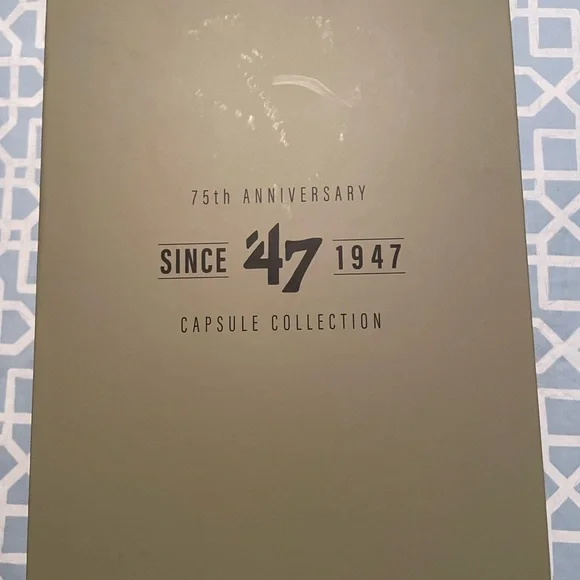 75th ANNIVERSARY
SINCE '47 1947
CAPSULE COLLECTION